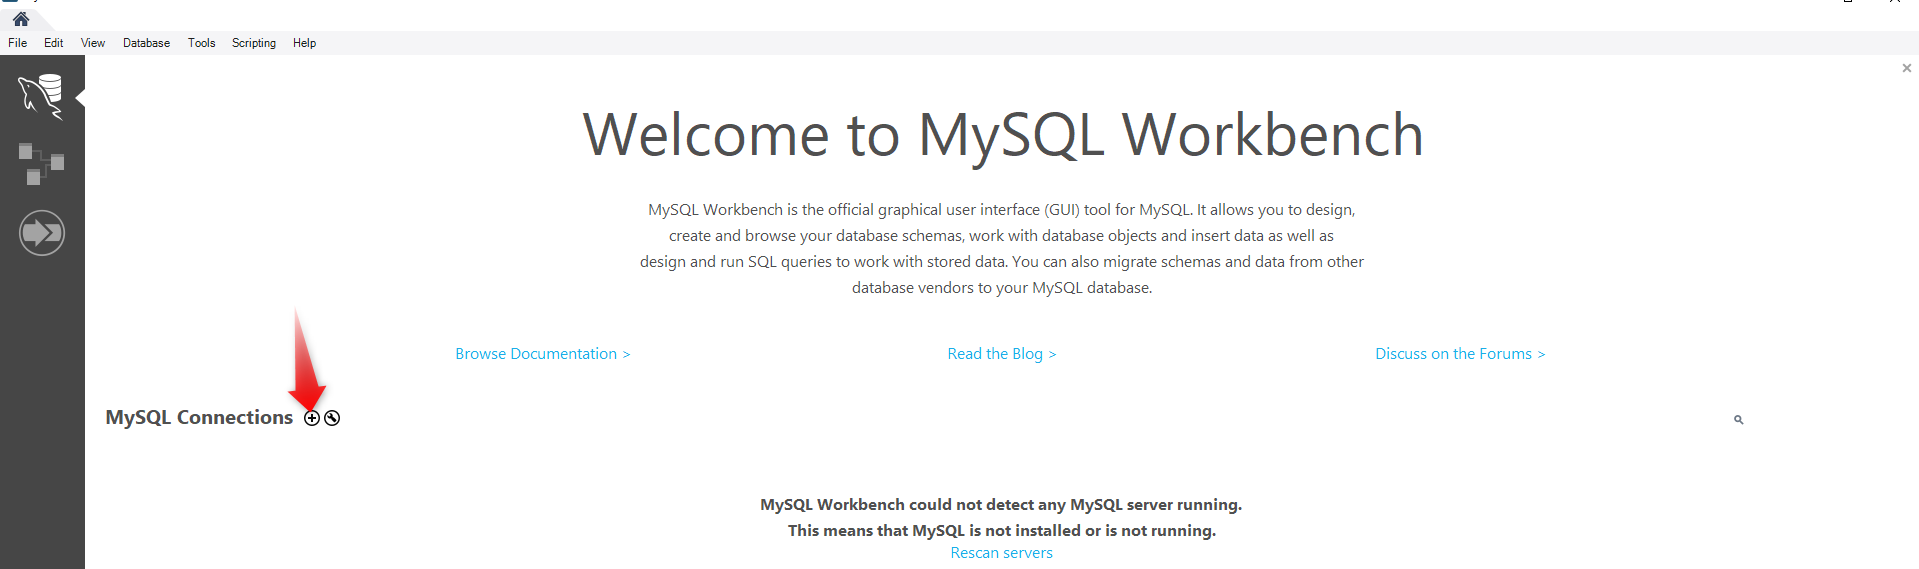 File Edit View Database Tools Scripting Help
Welcome to MySQL Workbench
MySQL Workbench is the official graphical user interface (GUI) tool for MySQL. It allows you to design,
create and browse your database schemas, work with database objects and insert data as well as
design and run SQL queries to work with stored data. You can also migrate schemas and data from other
database vendors to your MySQL database.
Browse Documentation > Read the Blog > Discuss on the Forums >
MySQL Connections
MySQL Workbench could not detect any MySQL server running.
This means that MySQL is not installed or is not running.
Rescan servers